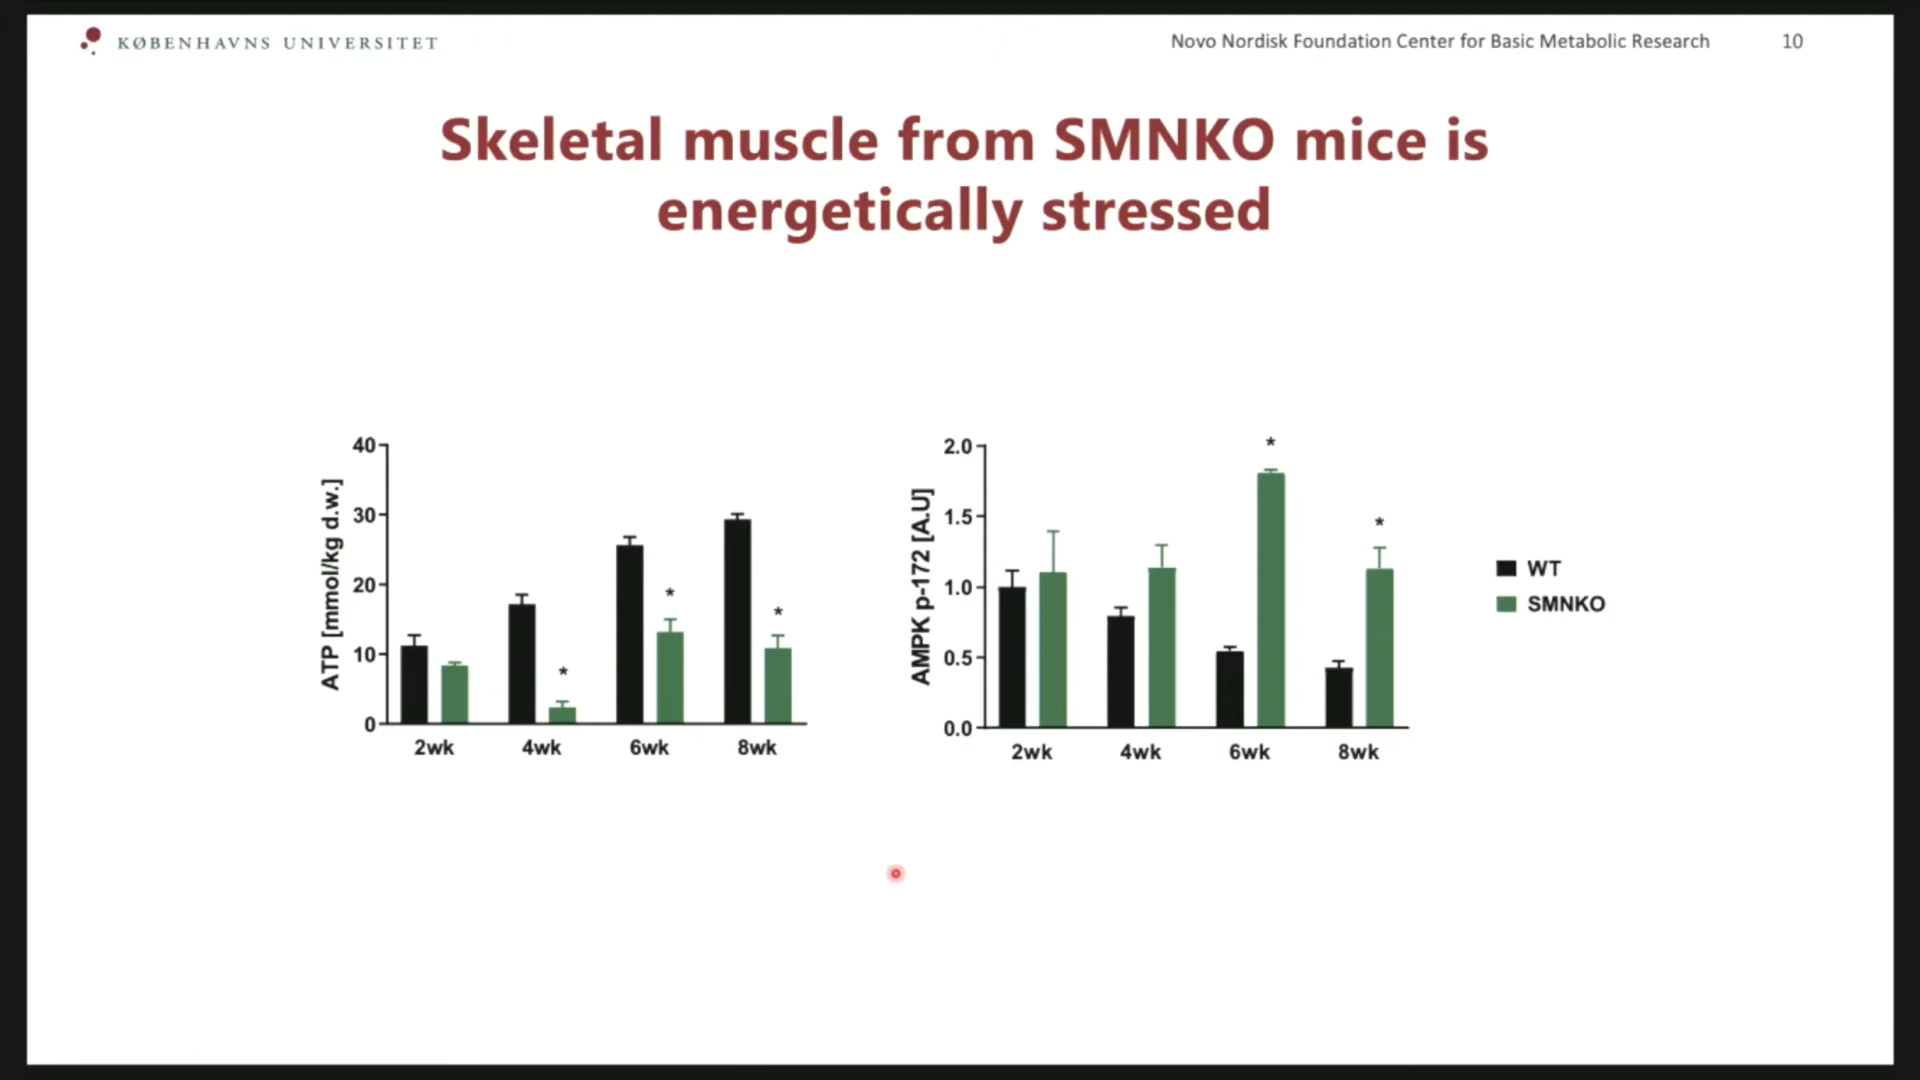 KØBENHAVNS UNIVERSITET
Novo Nordisk Foundation Center for Basic Metabolic Research 10
Skeletal muscle from SMNKO mice is
energetically stressed
ATP [mmol/kg d.w.]
40
30
20
10
0
*
*
*
2wk 4wk 6wk 8wk
AMPK p-172 [A.U]
2.0
1.5
1.0
0.5
0.0
*
*
2wk 4wk 6wk 8wk
WT
SMNKO